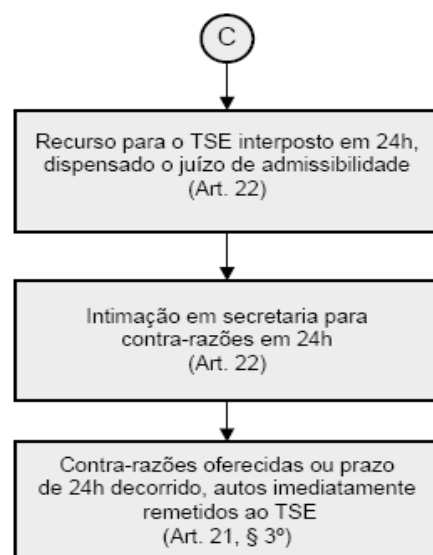 C
Recurso para o TSE interposto em 24h,
dispensado o juízo de admissibilidade
(Art. 22)
Intimação em secretaria para
contra-razões em 24h
(Art. 22)
Contra-razões oferecidas ou prazo
de 24h decorrido, autos imediatamente
remetidos ao TSE
(Art. 21, § 3º)